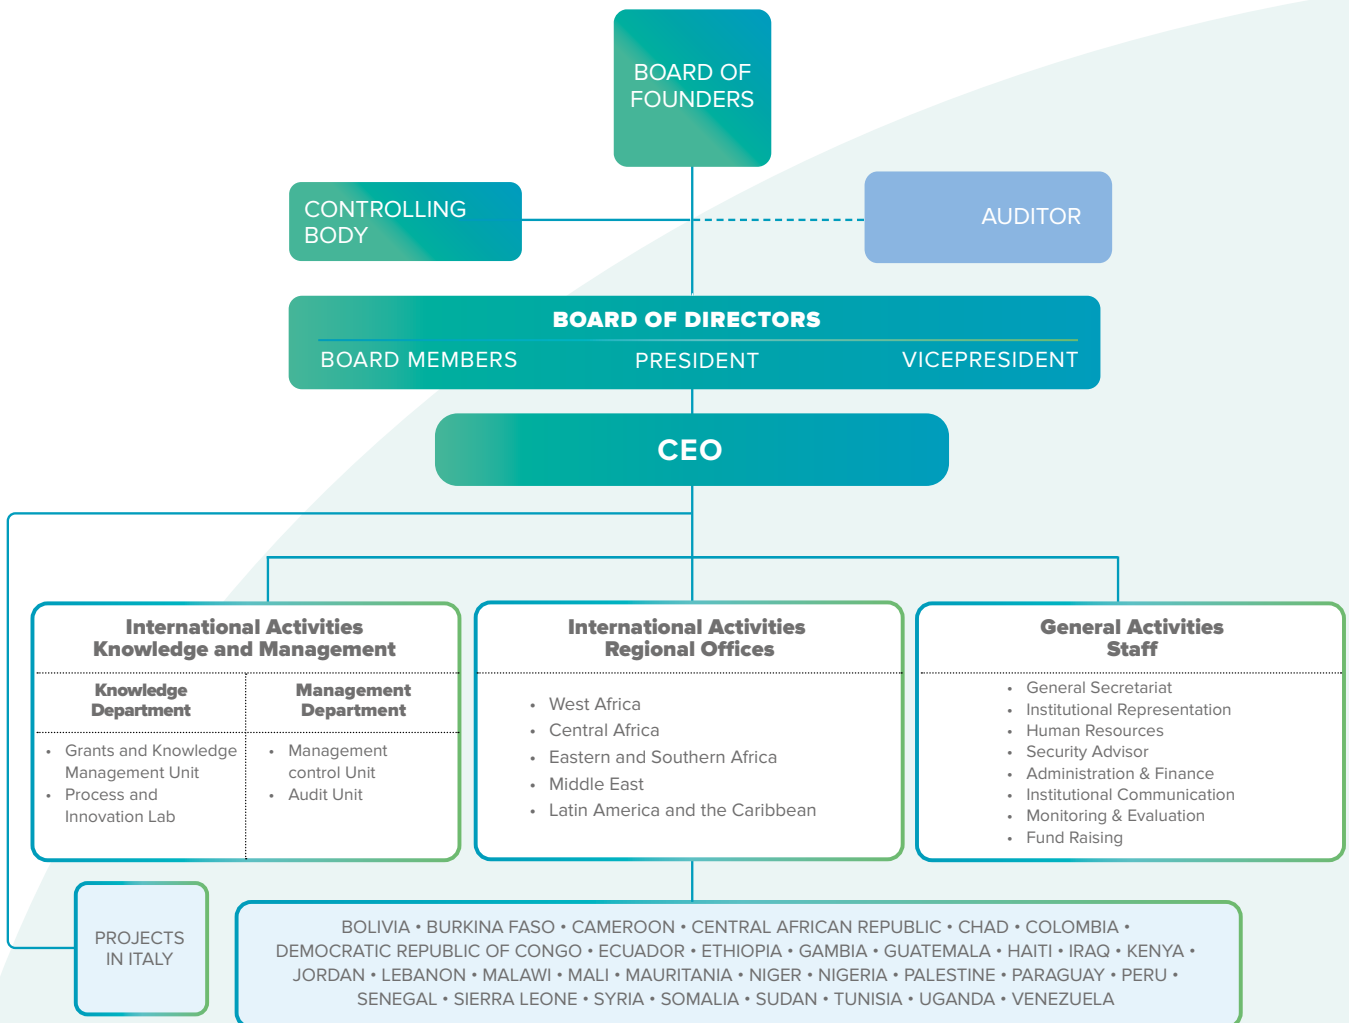 BOARD OF
FOUNDERS
CONTROLLING
BODY
AUDITOR
BOARD OF DIRECTORS
BOARD MEMBERS PRESIDENT VICEPRESIDENT
CEO
International Activities
Knowledge and Management
Knowledge
Department
• Grants and Knowledge
Management Unit
• Process and
Innovation Lab
Management
Department
• Management
control Unit
• Audit Unit
International Activities
Regional Offices
• West Africa
• Central Africa
• Eastern and Southern Africa
• Middle East
• Latin America and the Caribbean
General Activities
Staff
• General Secretariat
• Institutional Representation
• Human Resources
• Security Advisor
• Administration & Finance
• Institutional Communication
• Monitoring & Evaluation
• Fund Raising
PROJECTS
IN ITALY
BOLIVIA • BURKINA FASO • CAMEROON • CENTRAL AFRICAN REPUBLIC • CHAD • COLOMBIA •
DEMOCRATIC REPUBLIC OF CONGO • ECUADOR • ETHIOPIA • GAMBIA • GUATEMALA • HAITI • IRAQ • KENYA •
JORDAN • LEBANON • MALAWI • MALI • MAURITANIA • NIGER • NIGERIA • PALESTINE • PARAGUAY • PERU •
SENEGAL • SIERRA LEONE • SYRIA • SOMALIA • SUDAN • TUNISIA • UGANDA • VENEZUELA